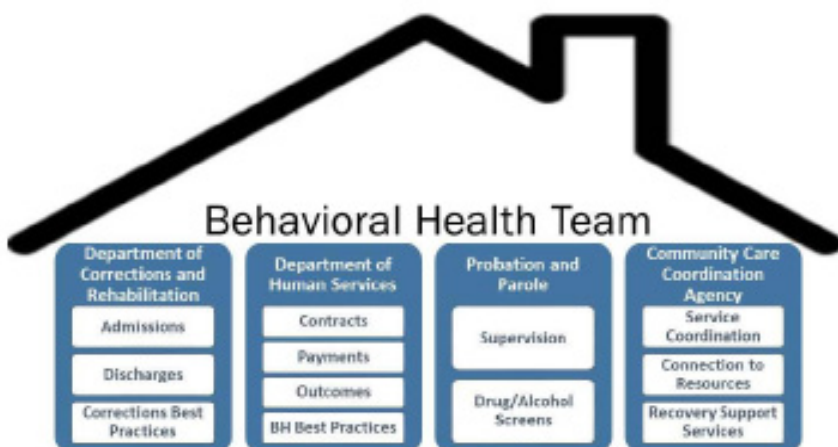 Behavioral Health Team
Department of
Corrections and
Rehabilitation
Admissions
Discharges
Corrections Best
Practices
Department of
Human Services
Contracts
Payments
Outcomes
BH Best Practices
Probation and
Parole
Supervision
Drug/Alcohol
Screens
Community Care
Coordination
Agency
Service
Coordination
Connection to
Resources
Recovery Support
Services